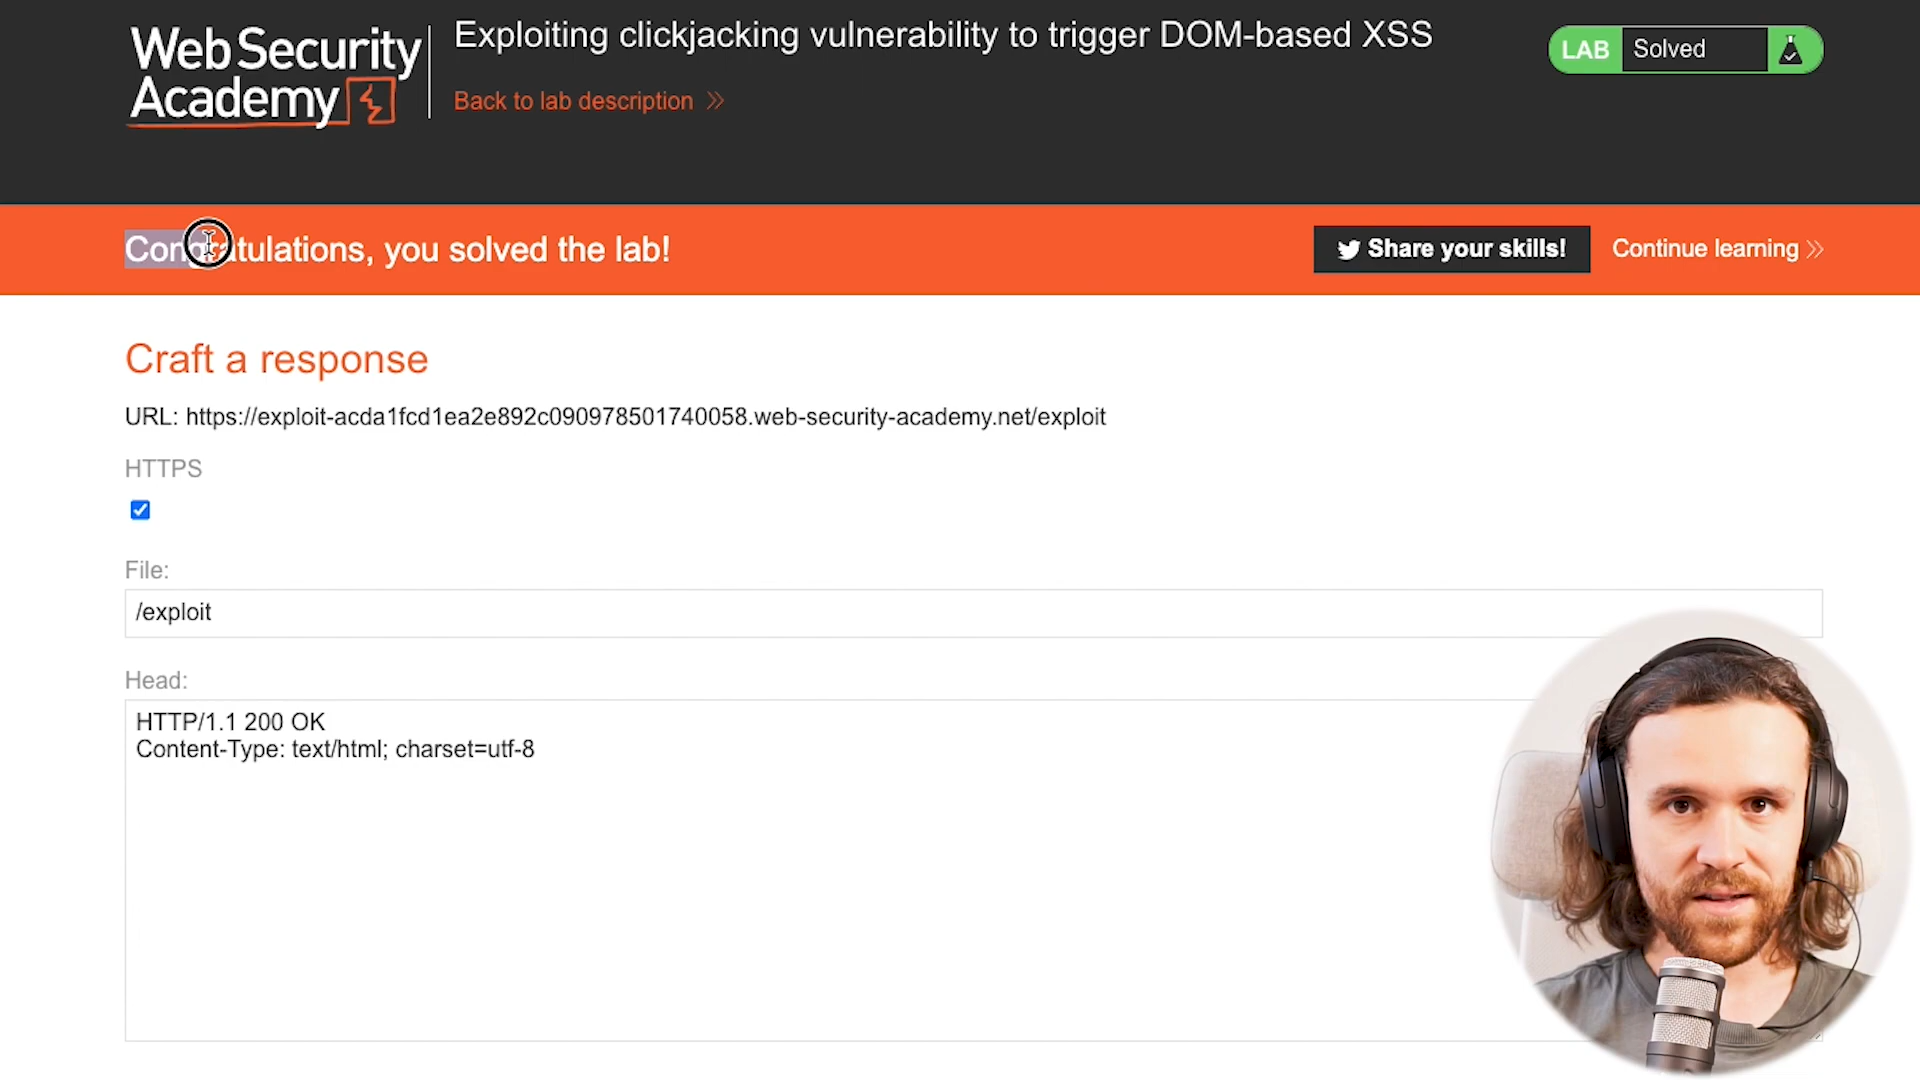 Web Security
Academy
Exploiting clickjacking vulnerability to trigger DOM-based XSS
Back to lab description
LAB Solved
Congratulations, you solved the lab!
Share your skills!
Continue learning
Craft a response
URL: https://exploit-acda1fcd1ea2e892c090978501740058.web-security-academy.net/exploit
HTTPS
File:
/exploit
Head:
HTTP/1.1 200 OK
Content-Type: text/html; charset=utf-8